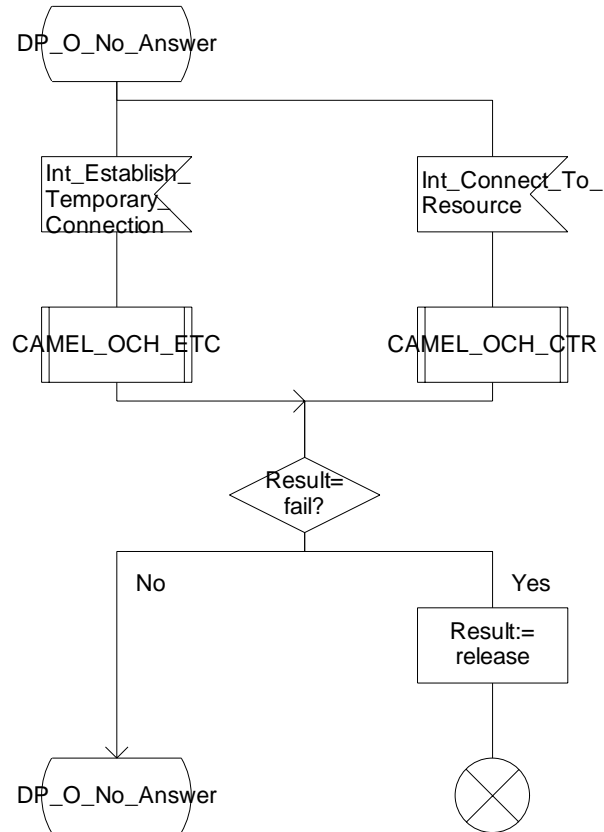 DP_O_No_Answer
Int_Establish_
Temporary_
Connection
Int_Connect_To_
Resource
CAMEL_OCH_ETC
CAMEL_OCH_CTR
Result=
fail?
No
Yes
Result:=
release
DP_O_No_Answer